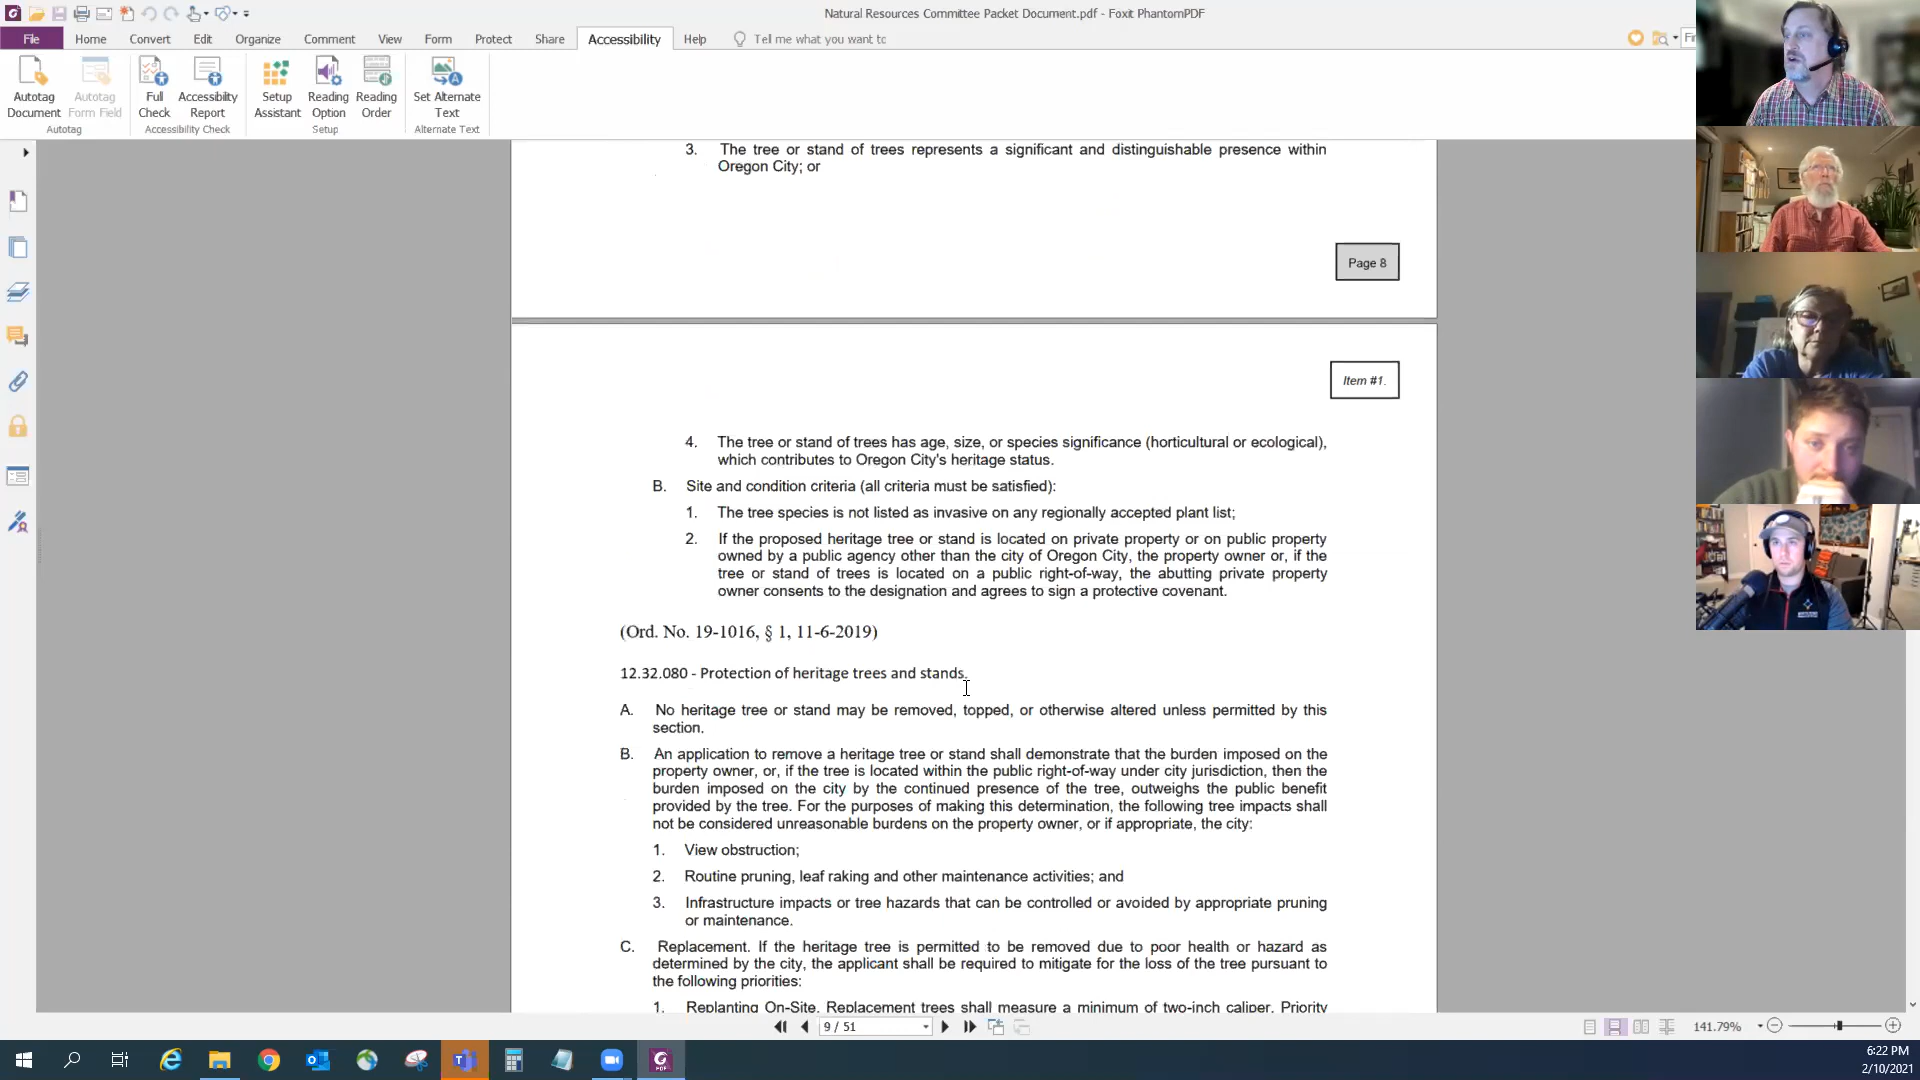 Natural Resources Committee Packet Document.pdf - Foxit PhantomPDF
File Home Convert Edit Organize Comment View Form Protect Share Accessibility Help Tell me what you want to
Autotag Document
Autotag Form Field
Full Check
Accessibility Report
Setup Assistant
Reading Option
Reading Order
Set Alternate Text
Autotag Accessibility Check Setup Alternate Text
3. The tree or stand of trees represents a significant and distinguishable presence within
Oregon City; or
Page 8
Item #1.
4. The tree or stand of trees has age, size, or species significance (horticultural or ecological),
which contributes to Oregon City's heritage status.
B. Site and condition criteria (all criteria must be satisfied):
1. The tree species is not listed as invasive on any regionally accepted plant list;
2. If the proposed heritage tree or stand is located on private property or on public property
owned by a public agency other than the city of Oregon City, the property owner or, if the
tree or stand of trees is located on a public right-of-way, the abutting private property
owner consents to the designation and agrees to sign a protective covenant.
(Ord. No. 19-1016, § 1, 11-6-2019)
12.32.080 - Protection of heritage trees and stands.
A. No heritage tree or stand may be removed, topped, or otherwise altered unless permitted by this
section.
B. An application to remove a heritage tree or stand shall demonstrate that the burden imposed on the
property owner, or, if the tree is located within the public right-of-way under city jurisdiction, then the
burden imposed on the city by the continued presence of the tree, outweighs the public benefit
provided by the tree. For the purposes of making this determination, the following tree impacts shall
not be considered unreasonable burdens on the property owner, or if appropriate, the city:
1. View obstruction;
2. Routine pruning, leaf raking and other maintenance activities; and
3. Infrastructure impacts or tree hazards that can be controlled or avoided by appropriate pruning
or maintenance.
C. Replacement. If the heritage tree is permitted to be removed due to poor health or hazard as
determined by the city, the applicant shall be required to mitigate for the loss of the tree pursuant to
the following priorities:
1. Replanting On-Site. Replacement trees shall measure a minimum of two-inch caliper. Priority
9 / 51
141.79%
6:22 PM
2/10/2021